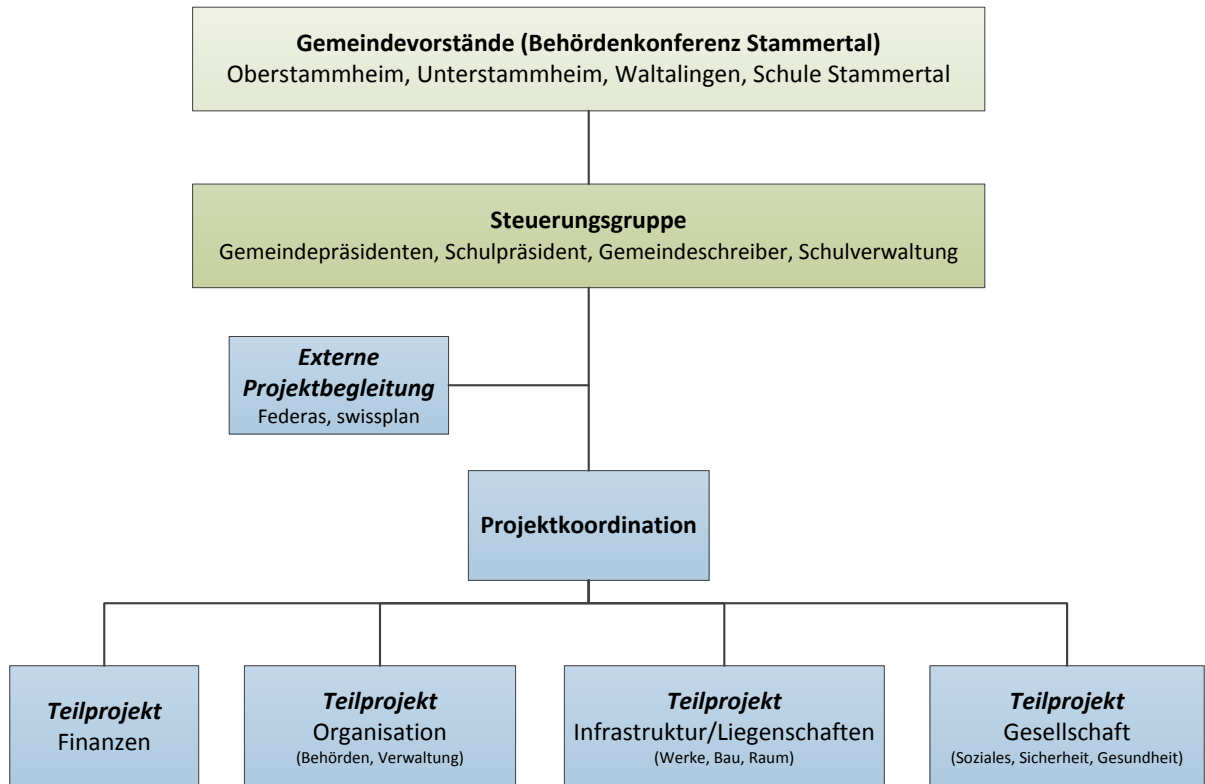 Gemeindevorstände (Behördenkonferenz Stammertal)
Oberstammheim, Unterstammheim, Waltalingen, Schule Stammertal
Steuerungsgruppe
Gemeindepräsidenten, Schulpräsident, Gemeindeschreiber, Schulverwaltung
Externe
Projektbegleitung
Federas, swissplan
Projektkoordination
Teilprojekt
Finanzen
Teilprojekt
Organisation
(Behörden, Verwaltung)
Teilprojekt
Infrastruktur/Liegenschaften
(Werke, Bau, Raum)
Teilprojekt
Gesellschaft
(Soziales, Sicherheit, Gesundheit)